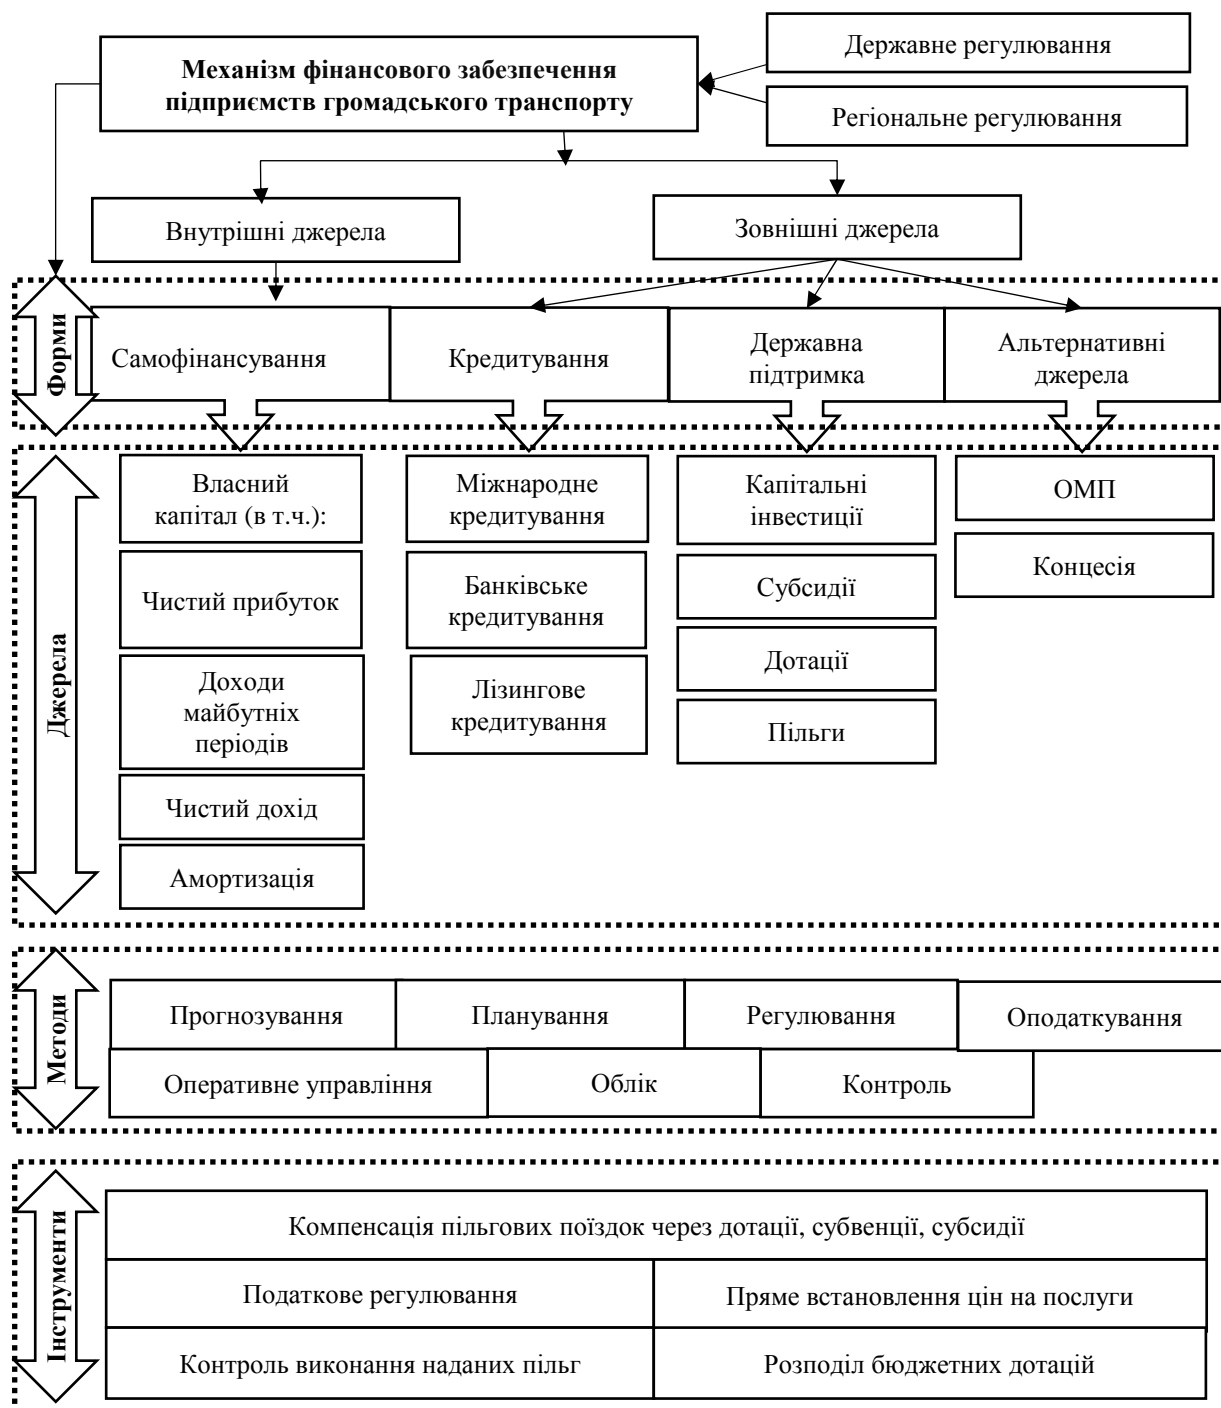 Державне регулювання
Механізм фінансового забезпечення
підприємств громадського транспорту
Регіональне регулювання
Внутрішні джерела
Зовнішні джерела
Форми
Самофінансування
Кредитування
Державна
підтримка
Альтернативні
джерела
Джерела
Власний
капітал (в т.ч.):
Чистий прибуток
Доходи
майбутніх
періодів
Чистий дохід
Амортизація
Міжнародне
кредитування
Банківське
кредитування
Лізингове
кредитування
Капітальні
інвестиції
Субсидії
Дотації
Пільги
ОМП
Концесія
Методи
Прогнозування
Планування
Регулювання
Оподаткування
Оперативне управління
Облік
Контроль
Інструменти
Компенсація пільгових поїздок через дотації, субвенції, субсидії
Податкове регулювання
Пряме встановлення цін на послуги
Контроль виконання наданих пільг
Розподіл бюджетних дотацій